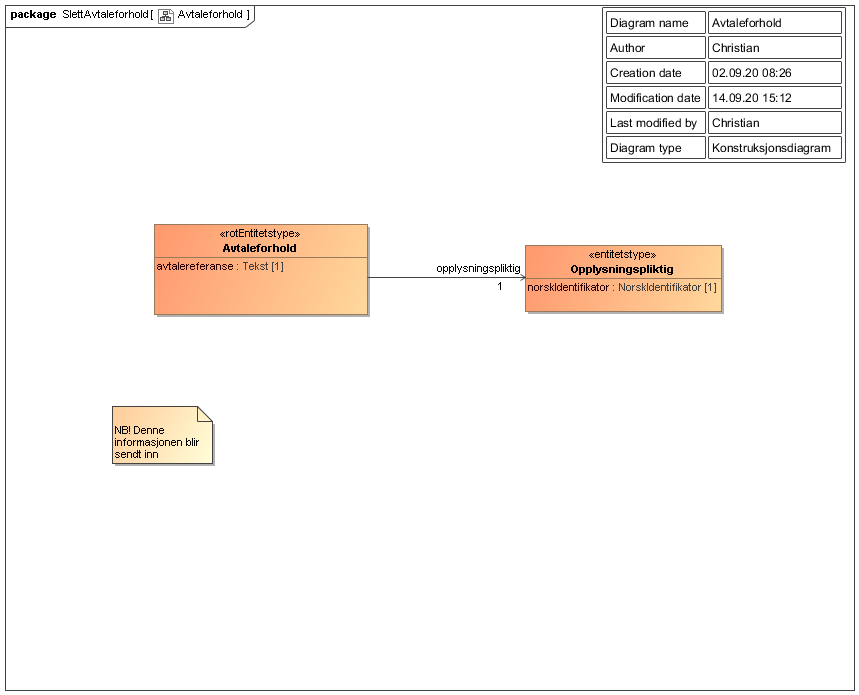 package SlettAvtaleforhold[ Avtaleforhold ]
Diagram name Avtaleforhold
Author Christian
Creation date 02.09.20 08:26
Modification date 14.09.20 15:12
Last modified by Christian
Diagram type Konstruksjonsdiagram
«rotEntitetstype»
Avtaleforhold
avtalereferanse : Tekst [1]
opplysningspliktig
1
«entitetstype»
Opplysningspliktig
norskIdentifikator : NorskIdentifikator [1]
NB! Denne
informasjonen blir
sendt inn